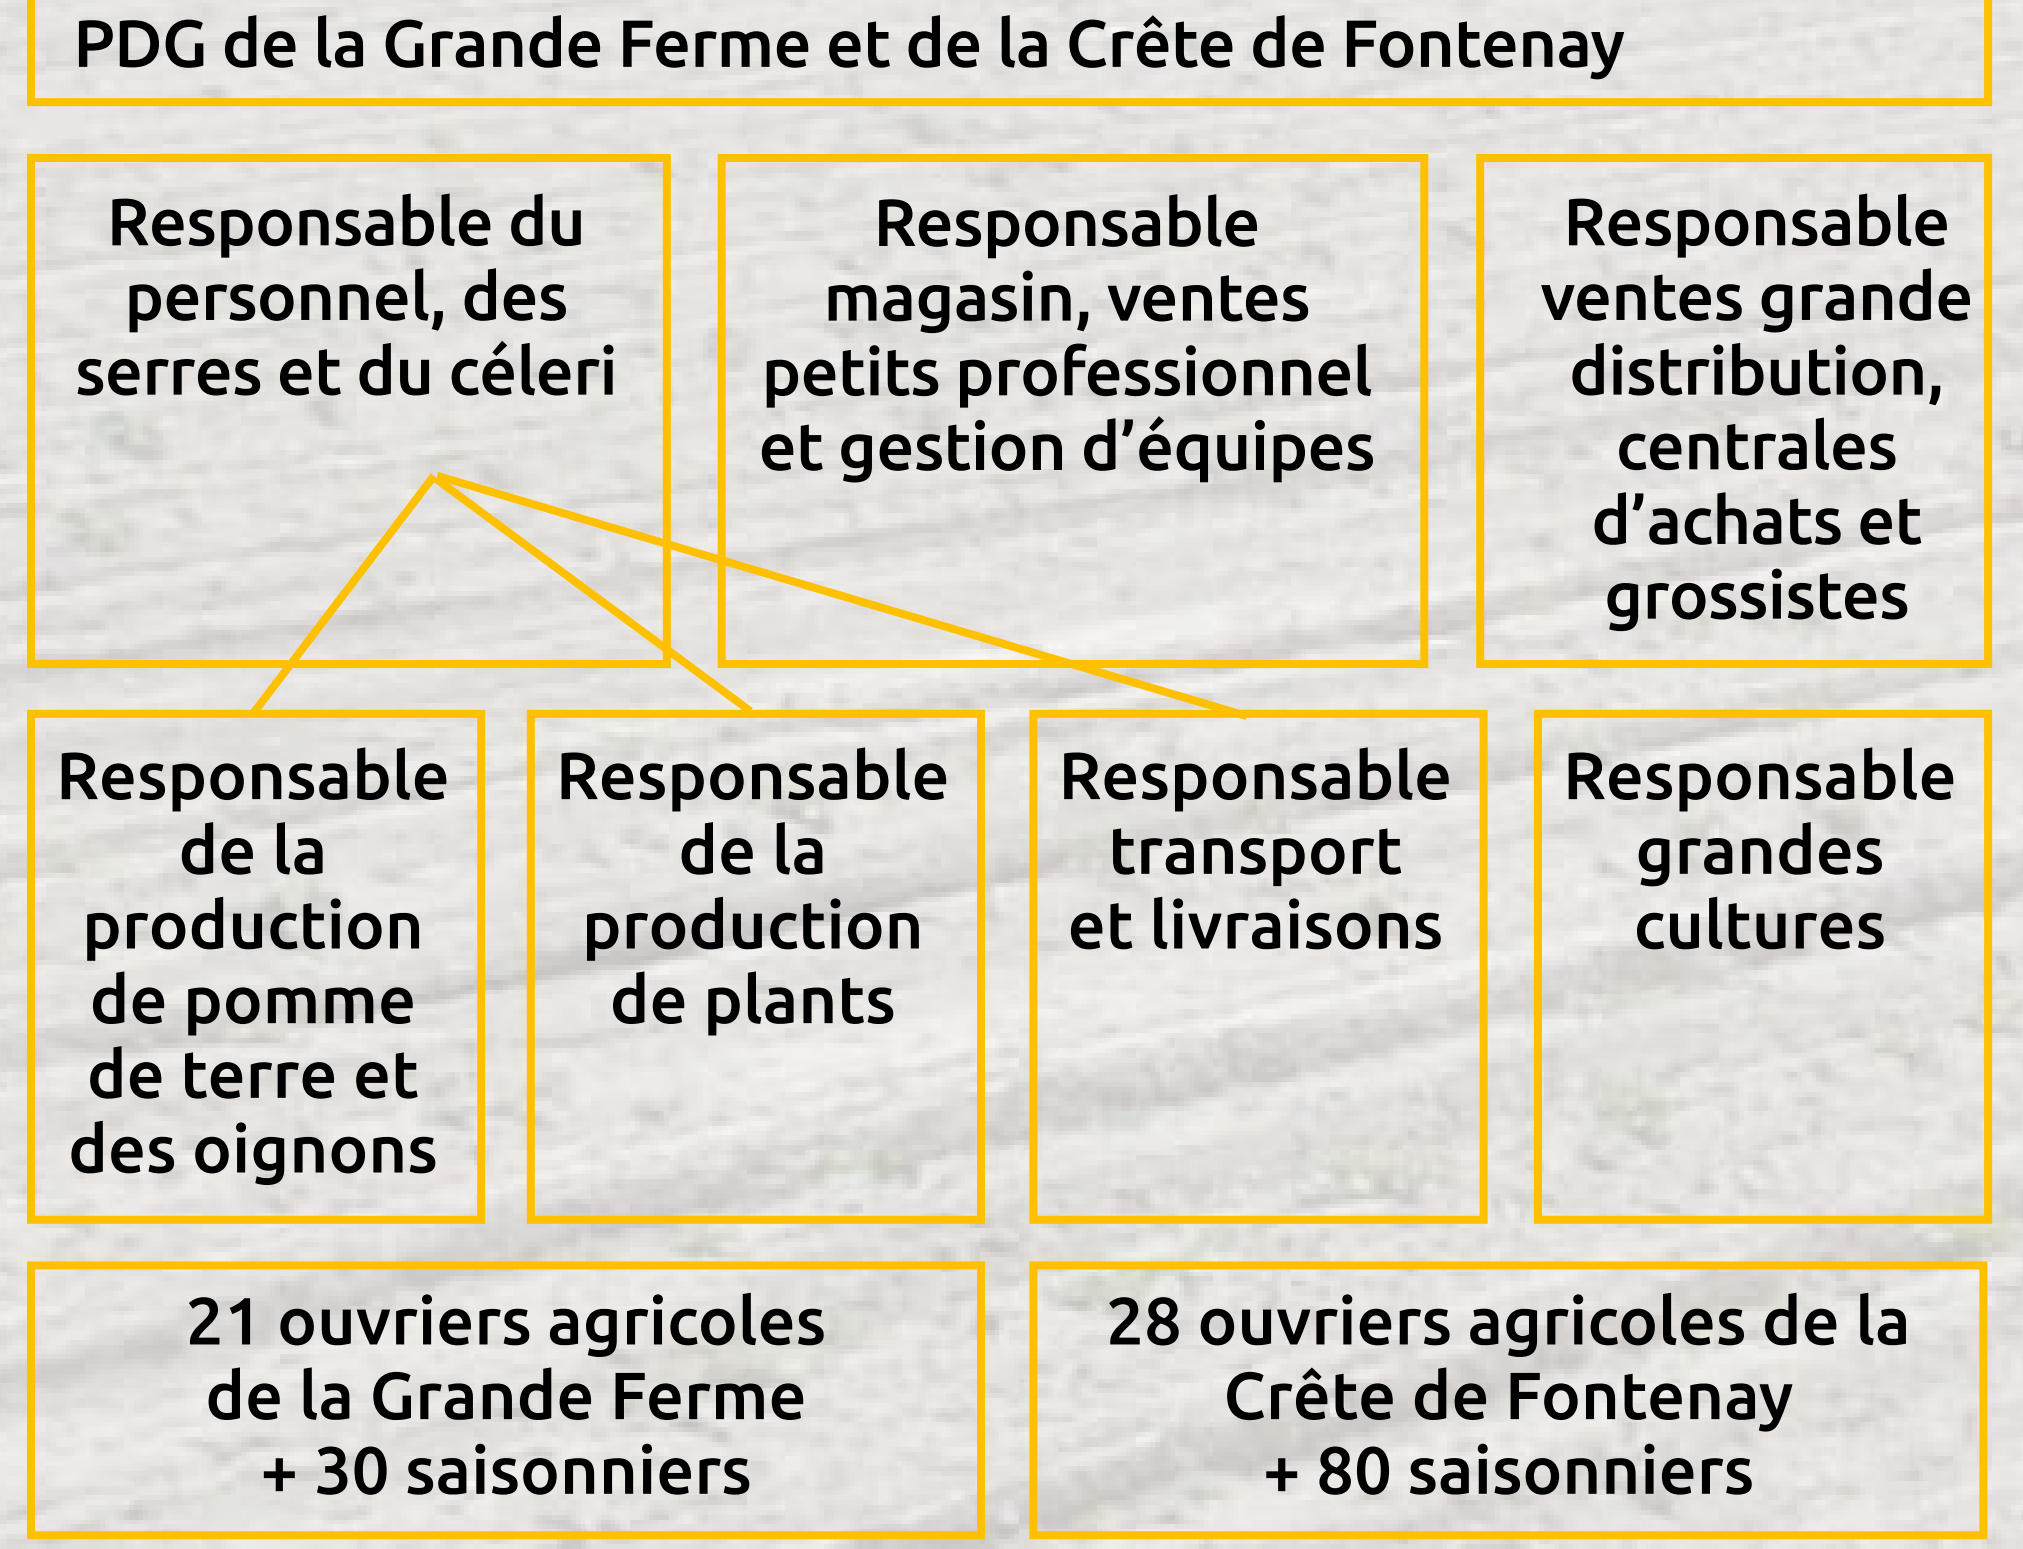 PDG de la Grande Ferme et de la Crête de Fontenay
Responsable du
personnel, des
serres et du céleri
Responsable
magasin, ventes
petits professionnel
et gestion d’équipes
Responsable
ventes grande
distribution,
centrales
d’achats et
grossistes
Responsable
de la
production
de pomme
de terre et
des oignons
Responsable
de la
production
de plants
Responsable
transport
et livraisons
Responsable
grandes
cultures
21 ouvriers agricoles
de la Grande Ferme
+ 30 saisonniers
28 ouvriers agricoles de la
Crête de Fontenay
+ 80 saisonniers